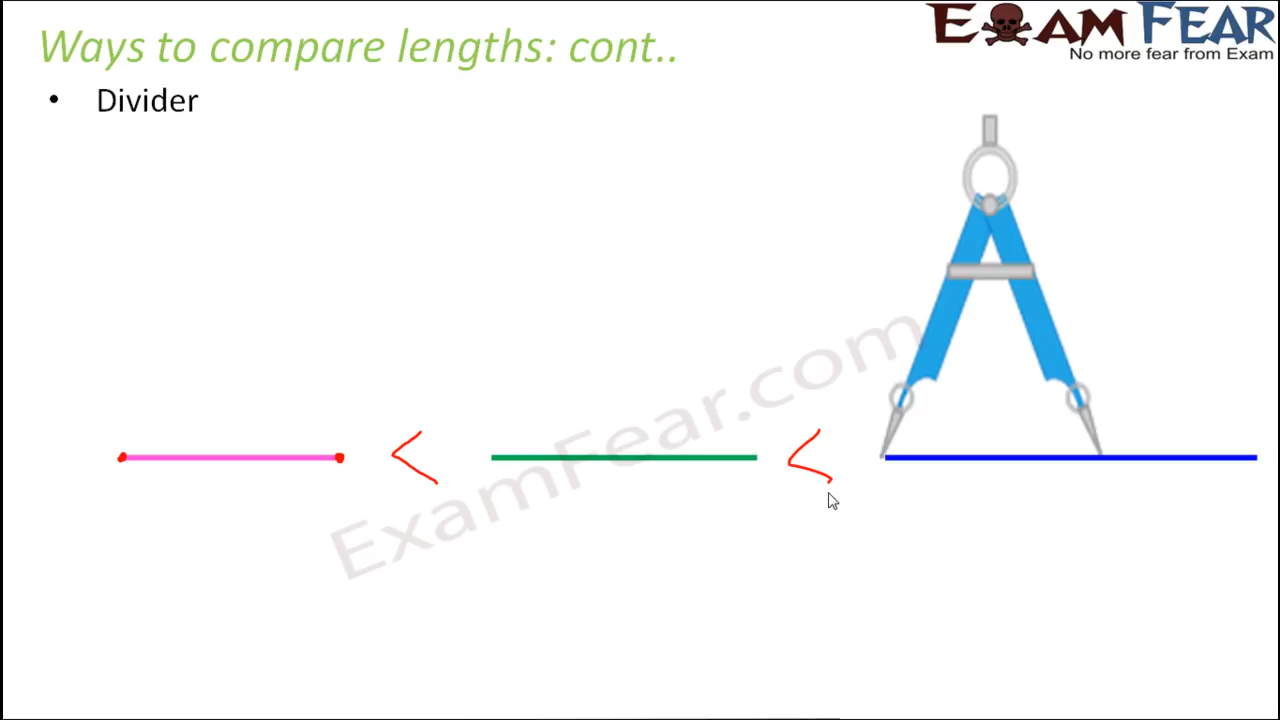 Ways to compare lengths: cont..
EXAM FEAR
No more fear from Exam
• Divider
< <
ExamFear.com